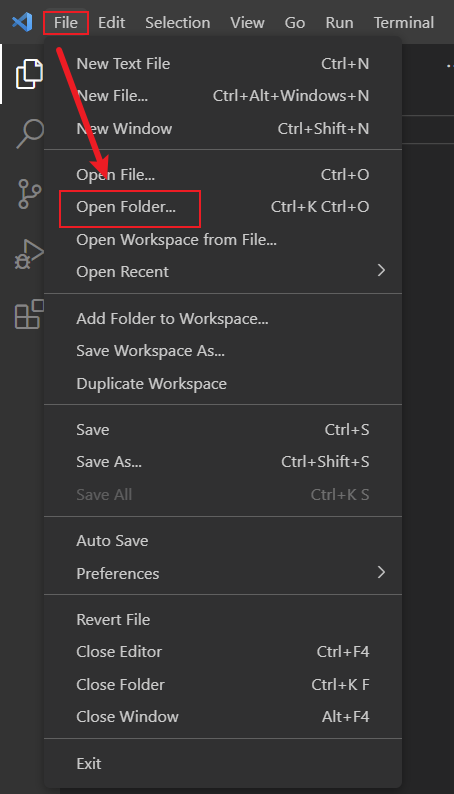 File Edit Selection View Go Run Terminal
New Text File Ctrl+N
New File... Ctrl+Alt+Windows+N
New Window Ctrl+Shift+N
Open File... Ctrl+O
Open Folder... Ctrl+K Ctrl+O
Open Workspace from File...
Open Recent
Add Folder to Workspace...
Save Workspace As...
Duplicate Workspace
Save Ctrl+S
Save As... Ctrl+Shift+S
Save All Ctrl+K S
Auto Save
Preferences
Revert File
Close Editor Ctrl+F4
Close Folder Ctrl+K F
Close Window Alt+F4
Exit